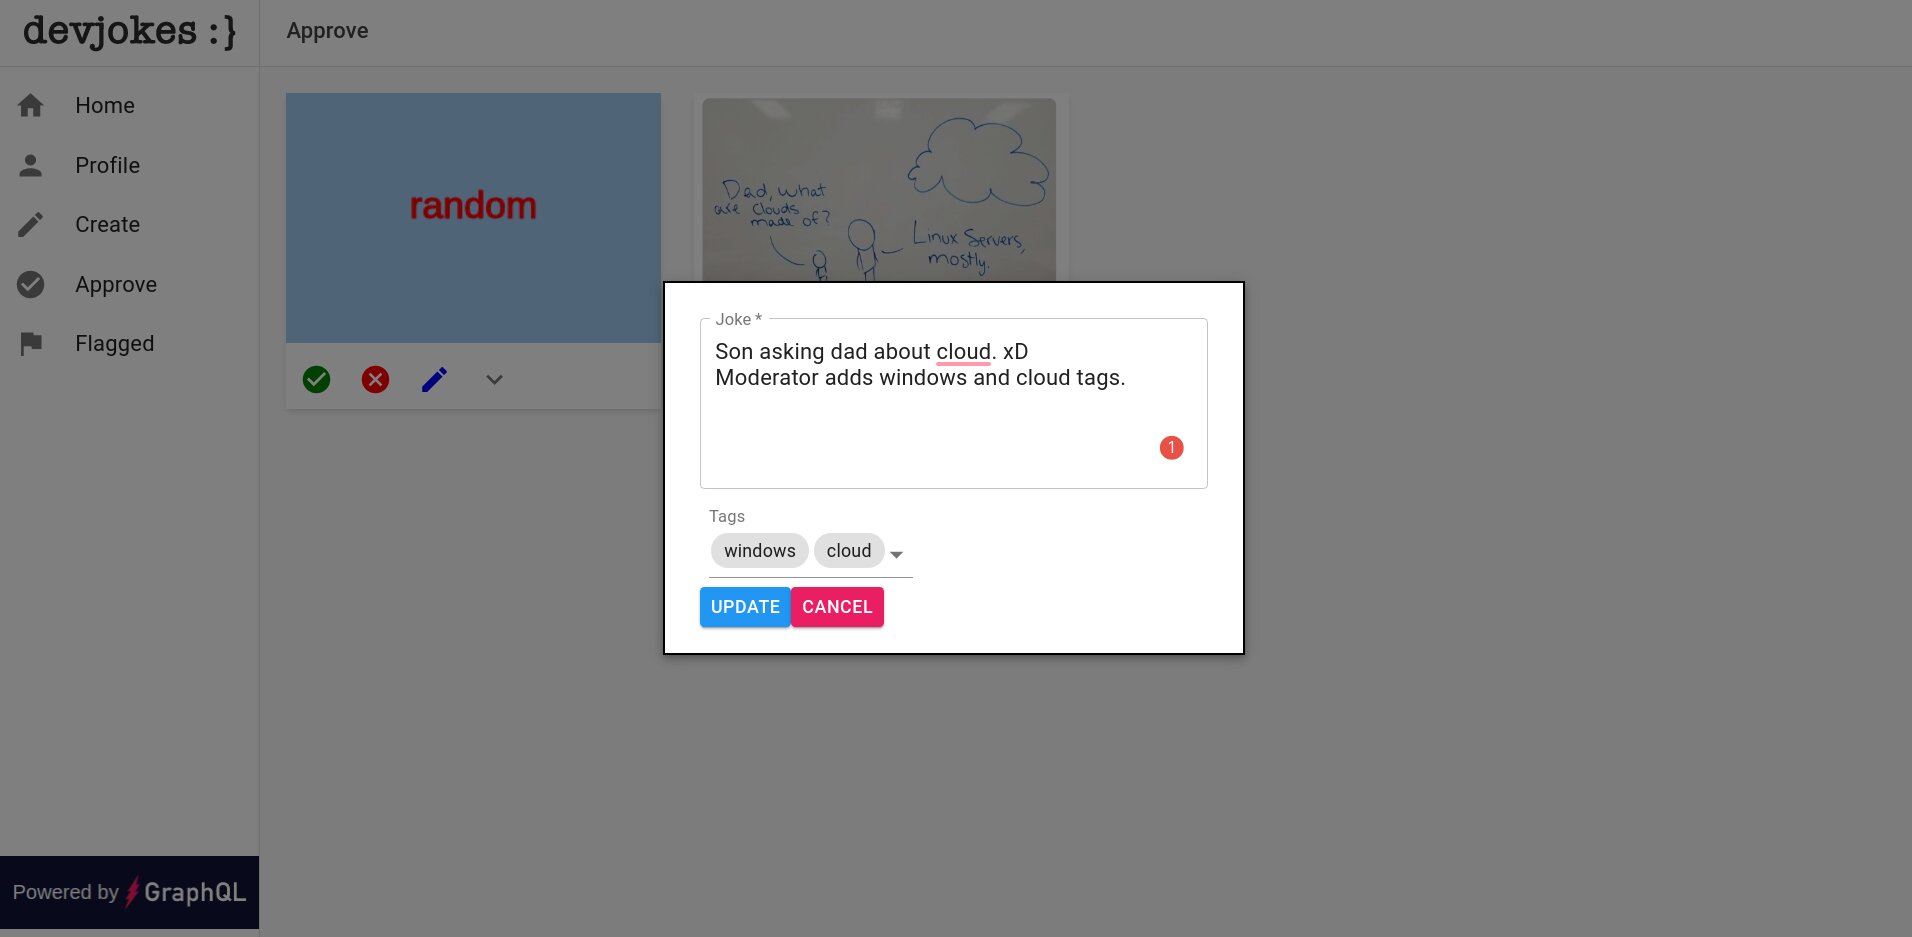 devjokes :}
Approve
Home
Profile
Create
Approve
Flagged
random
Dad, what
are clouds
made of?
Linux Servers,
mostly.
Joke *
Son asking dad about cloud. xD
Moderator adds windows and cloud tags.
1
Tags
windows cloud
UPDATE CANCEL
Powered by GraphQL